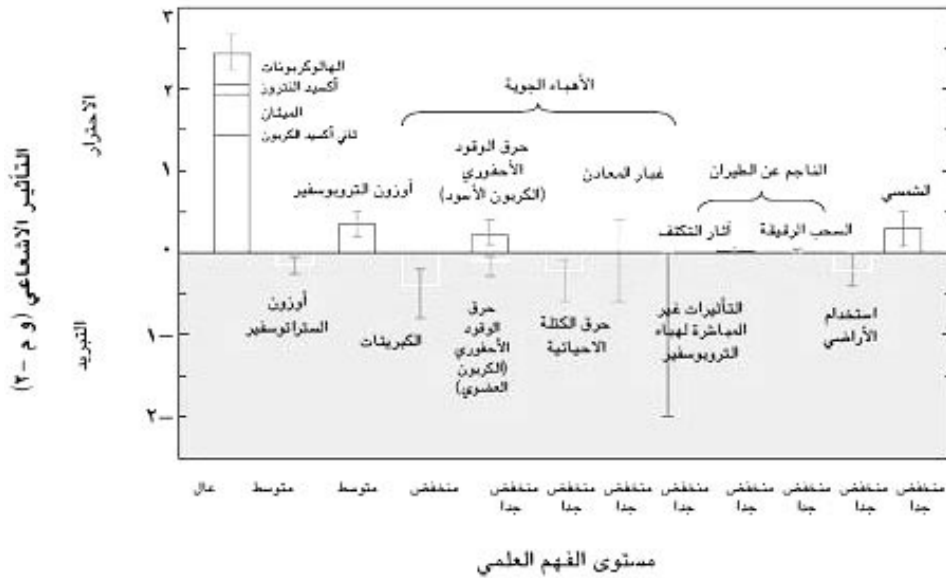 ٣
٢
١
٠
١–
٢–
التأثير الاشعاعي (و م –٢)
الاحترار
التبريد
الهالوكربونات
أكسيد النتروز
الميثان
ثاني أكسيد الكربون
أوزون التروبوسفير
أوزون
الستراتوسفير
الأهباء الجوية
الكبريتات
حرق الوقود
الأحفوري
(الكربون الأسود)
حرق
الوقود
الأحفوري
(الكربون
العضوي)
حرق الكتلة
الاحيائية
غبار المعادن
التأثيرات غير
المباشرة لهباء
التروبوسفير
الناجم عن الطيران
أثار التكثف
السحب الرقيقة
استخدام
الأراضي
الشمسي
عال
متوسط
متوسط
منخفض
منخفض
جدا
منخفض
جدا
منخفض
جدا
منخفض
جدا
منخفض
جدا
منخفض
جدا
منخفض
جدا
منخفض
جدا
مستوى الفهم العلمي